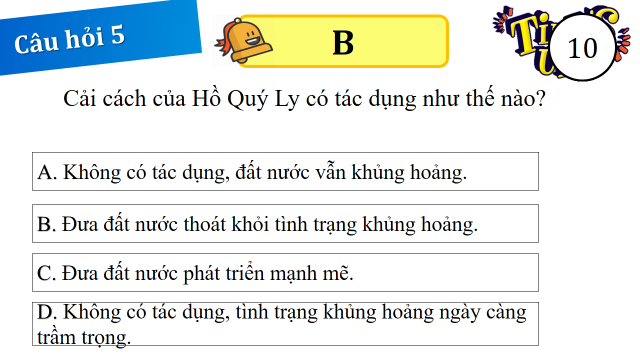 Câu hỏi 5
B
10
Cải cách của Hồ Quý Ly có tác dụng như thế nào?
A. Không có tác dụng, đất nước vẫn khủng hoảng.
B. Đưa đất nước thoát khỏi tình trạng khủng hoảng.
C. Đưa đất nước phát triển mạnh mẽ.
D. Không có tác dụng, tình trạng khủng hoảng ngày càng
trầm trọng.